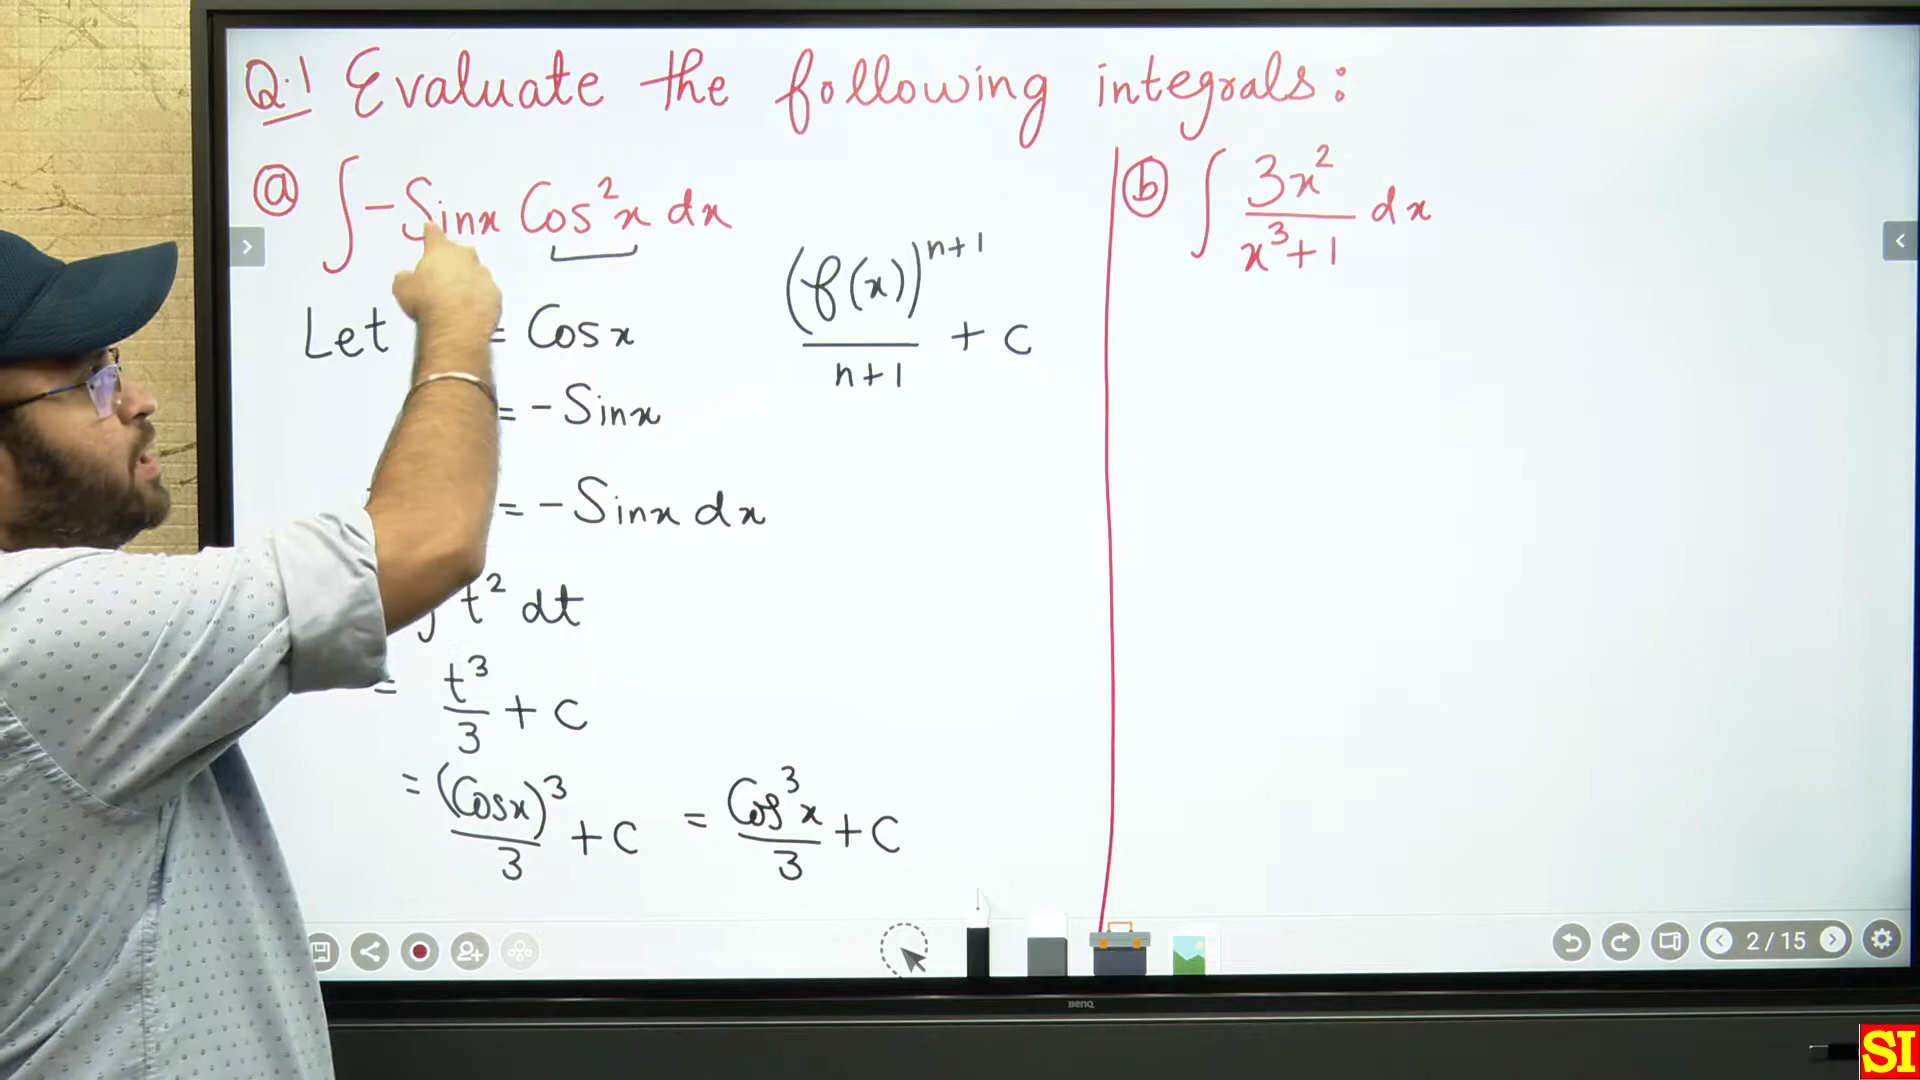 Q.1 Evaluate the following integrals:
ⓐ ∫ -Sinx Cos²x dx
Let = Cosx
= -Sinx
= -Sinx dx
∫ t² dt
= t³/3 + C
= (Cosx)³/3 + C = Cos³x/3 + C
(f(x))ⁿ⁺¹/n+1 + C
ⓑ ∫ 3x²/x³+1 dx
2/15
BenQ
SI